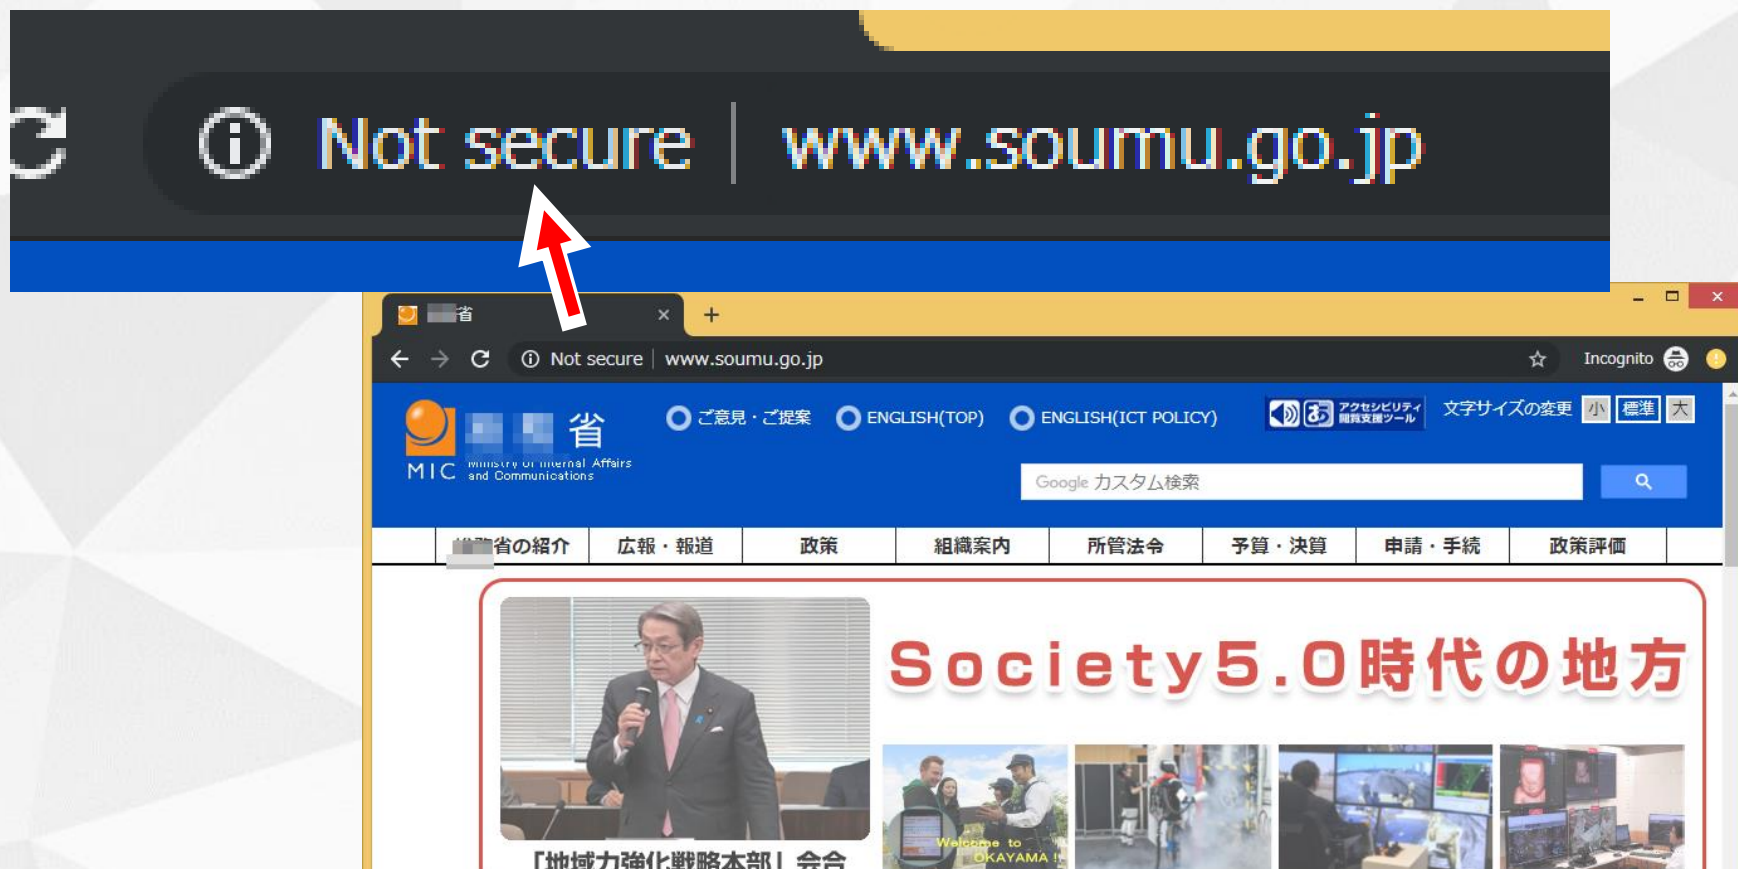 Not secure | www.soumu.go.jp
省
Not secure | www.soumu.go.jp
Incognito
省
ご意見・ご提案
ENGLISH(TOP)
ENGLISH(ICT POLICY)
あ
アクセシビリティ
閲覧支援ツール
文字サイズの変更 小 標準 大
MIC
Ministry of Internal Affairs
and Communications
Google カスタム検索
省の紹介
広報・報道
政策
組織案内
所管法令
予算・決算
申請・手続
政策評価
Society5.0時代の地方
Welcome to
OKAYAMA!
「地域力強化戦略本部」会合